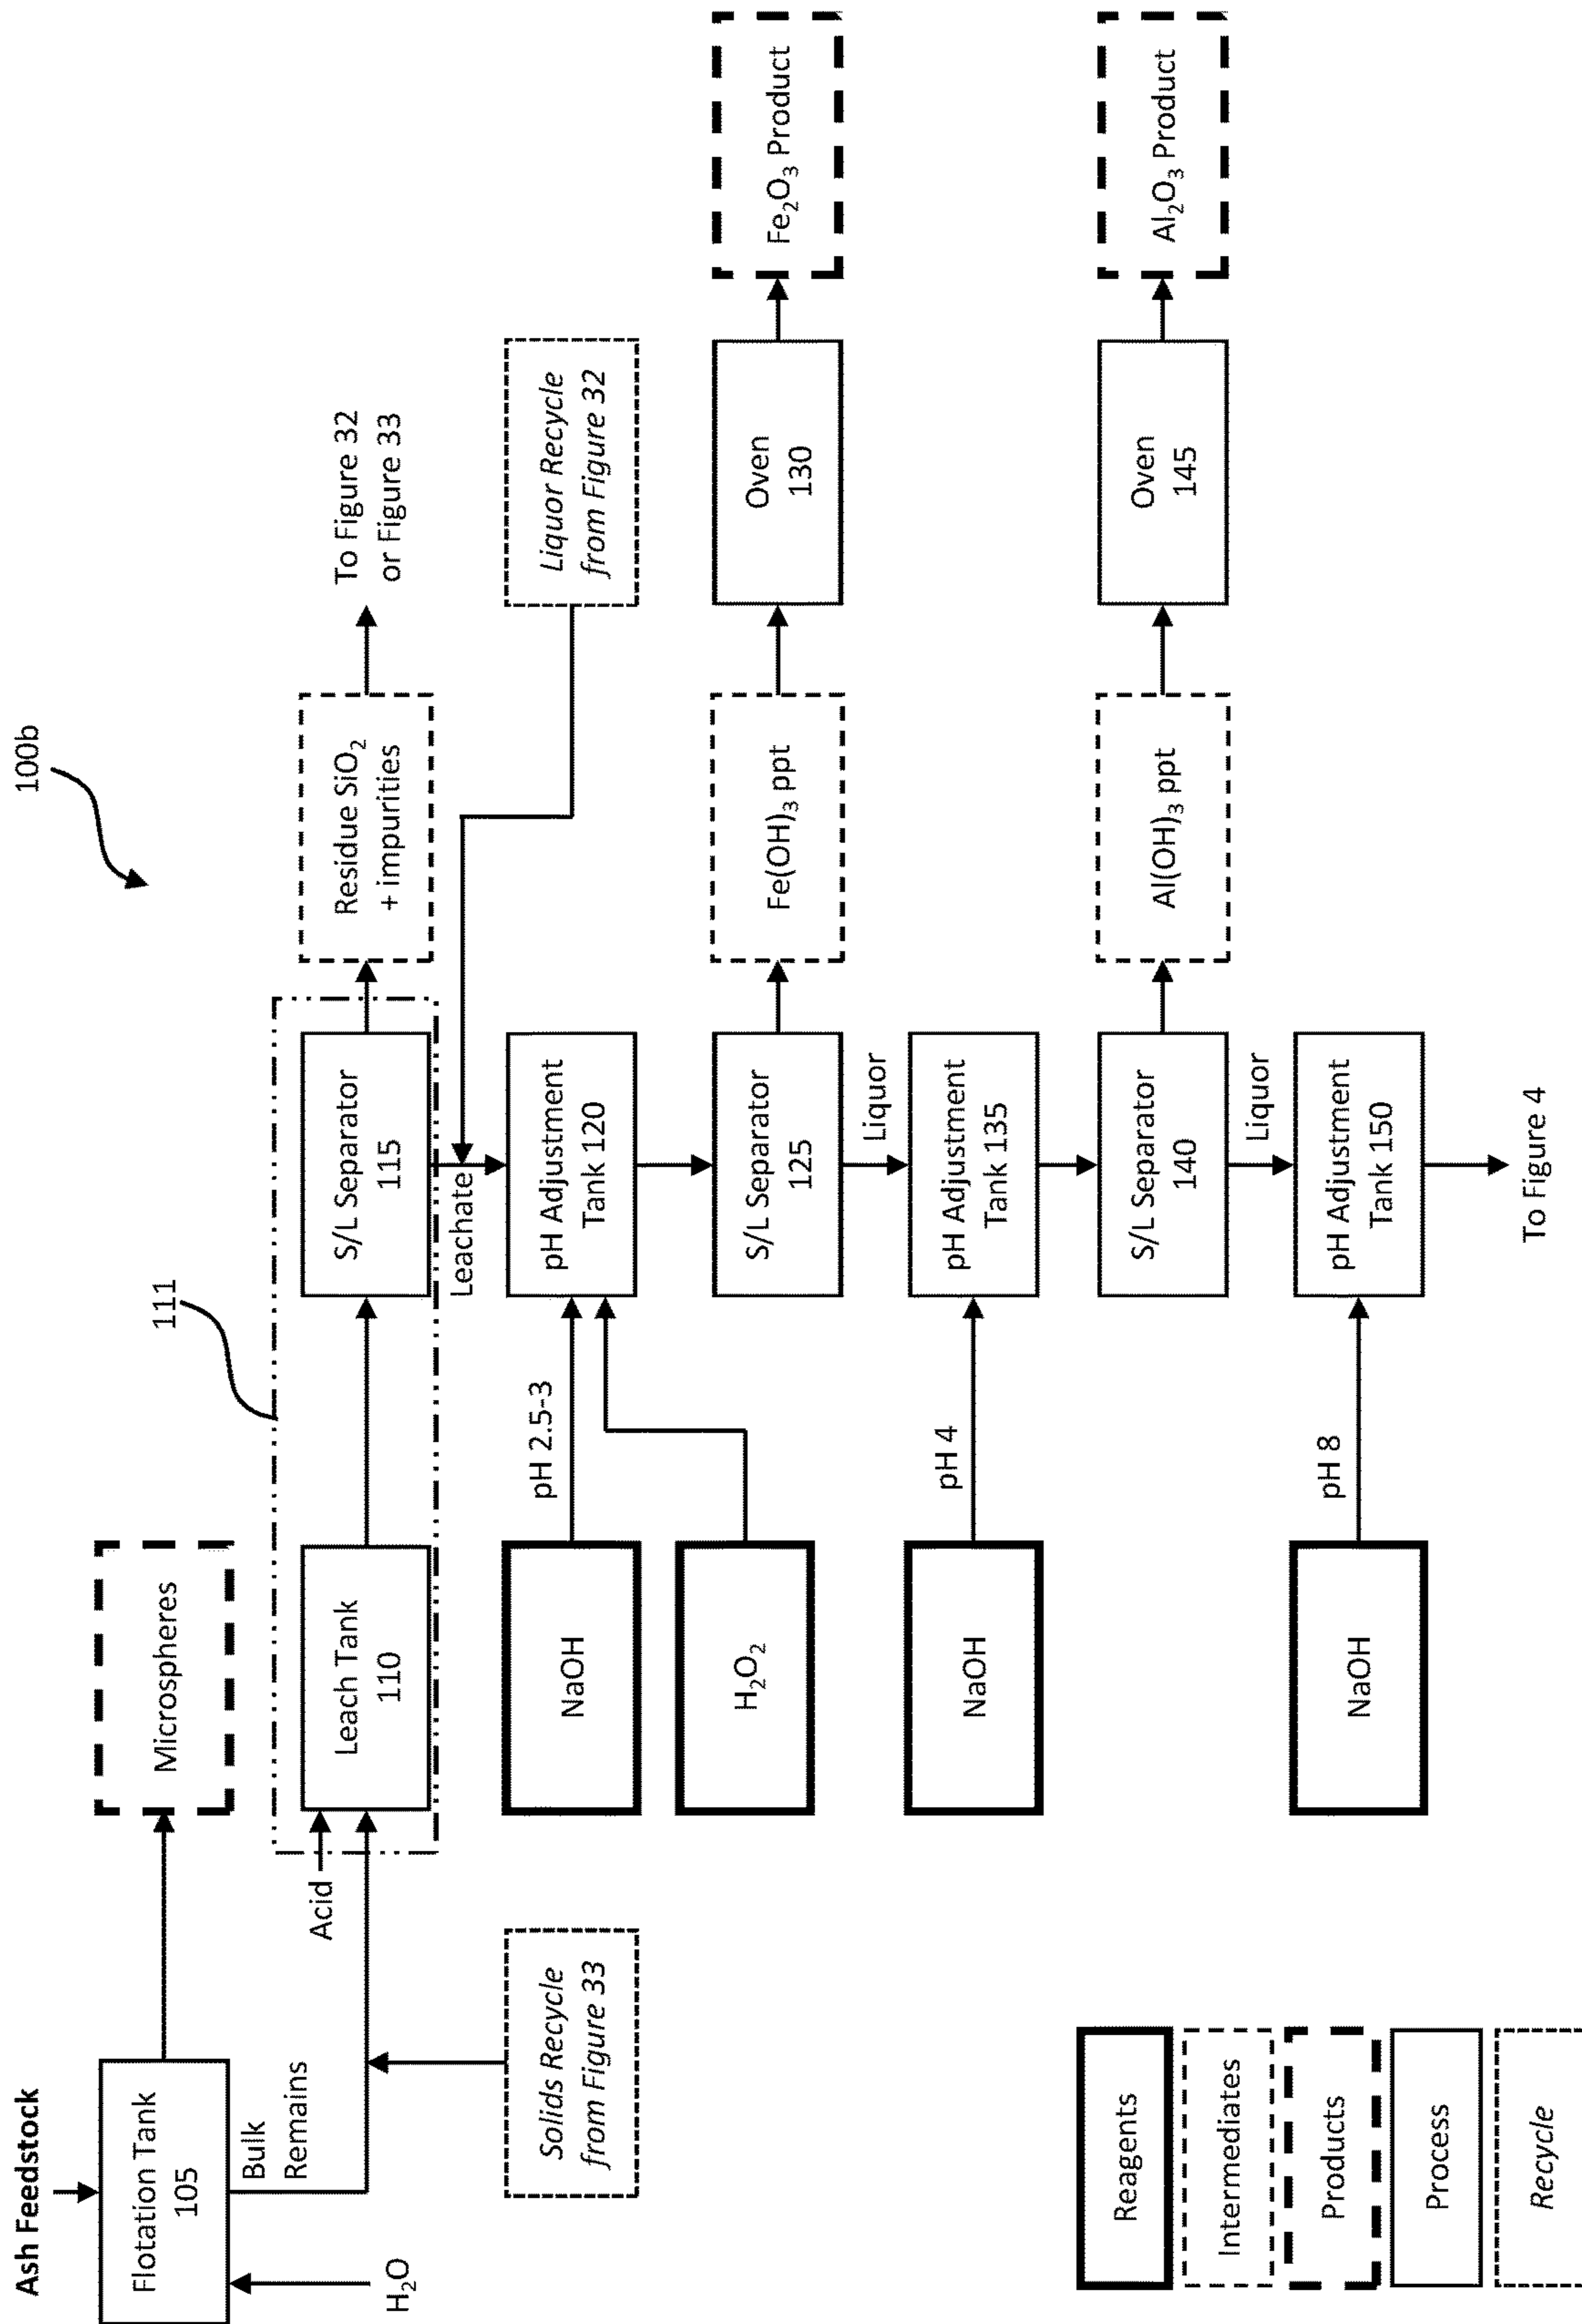 100b
Ash Feedstock
Flotation Tank
105
H₂O
Bulk
Remains
Microspheres
111
Acid
Leach Tank
110
S/L Separator
115
Residue SiO₂
+ impurities
To Figure 32
or Figure 33
Solids Recycle
from Figure 33
Leachate
Liquor Recycle
from Figure 32
NaOH
pH 2.5-3
pH Adjustment
Tank 120
H₂O₂
S/L Separator
125
Fe(OH)₃ ppt
Oven
130
Fe₂O₃ Product
Liquor
NaOH
pH 4
pH Adjustment
Tank 135
S/L Separator
140
Al(OH)₃ ppt
Oven
145
Al₂O₃ Product
Liquor
NaOH
pH 8
pH Adjustment
Tank 150
To Figure 4
Reagents
Intermediates
Products
Process
Recycle